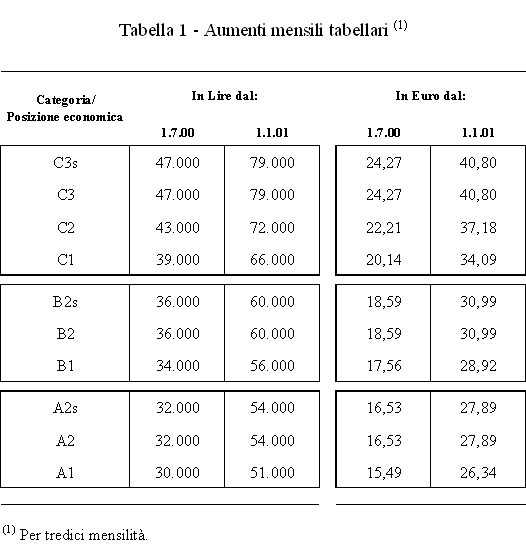 Tabella 1 - Aumenti mensili tabellari (1)
Categoria/ Posizione economica In Lire dal: In Euro dal:
1.7.00 1.1.01 1.7.00 1.1.01
C3s 47.000 79.000 24,27 40,80
C3 47.000 79.000 24,27 40,80
C2 43.000 72.000 22,21 37,18
C1 39.000 66.000 20,14 34,09
B2s 36.000 60.000 18,59 30,99
B2 36.000 60.000 18,59 30,99
B1 34.000 56.000 17,56 28,92
A2s 32.000 54.000 16,53 27,89
A2 32.000 54.000 16,53 27,89
A1 30.000 51.000 15,49 26,34
(1) Per tredici mensilità.